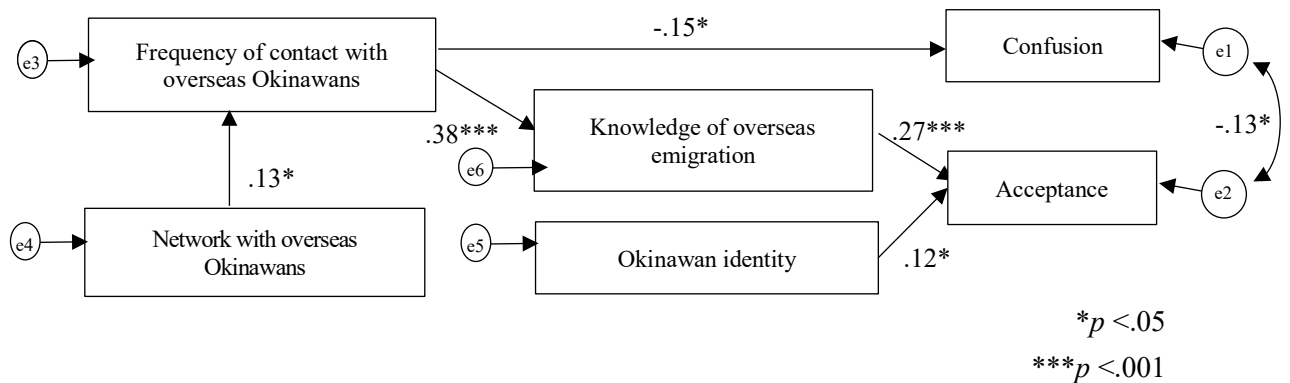 -.15*
Frequency of contact with
overseas Okinawans
e3
Confusion
e1
.38***
Knowledge of overseas
emigration
e6
.27***
-.13*
Acceptance
e2
.13*
Network with overseas
Okinawans
e4
e5
Okinawan identity
.12*
*p <.05
***p <.001